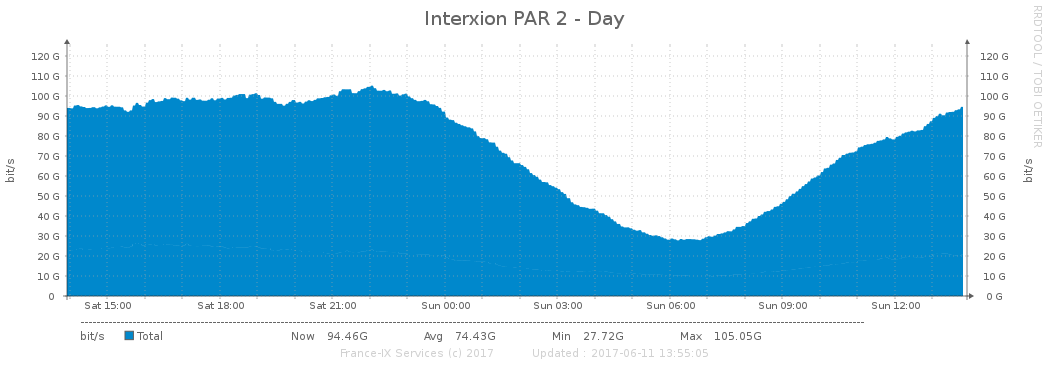 Interxion PAR 2 - Day
RRDTOOL / TOBI OETIKER
120 G 120 G
110 G 110 G
100 G 100 G
90 G 90 G
80 G 80 G
70 G 70 G
60 G 60 G
50 G 50 G
40 G 40 G
30 G 30 G
20 G 20 G
10 G 10 G
0 0 G
bit/s bit/s
Sat 15:00 Sat 18:00 Sat 21:00 Sun 00:00 Sun 03:00 Sun 06:00 Sun 09:00 Sun 12:00
bit/s Total Now 94.46G Avg 74.43G Min 27.72G Max 105.05G
France-IX Services (c) 2017 Updated : 2017-06-11 13:55:05